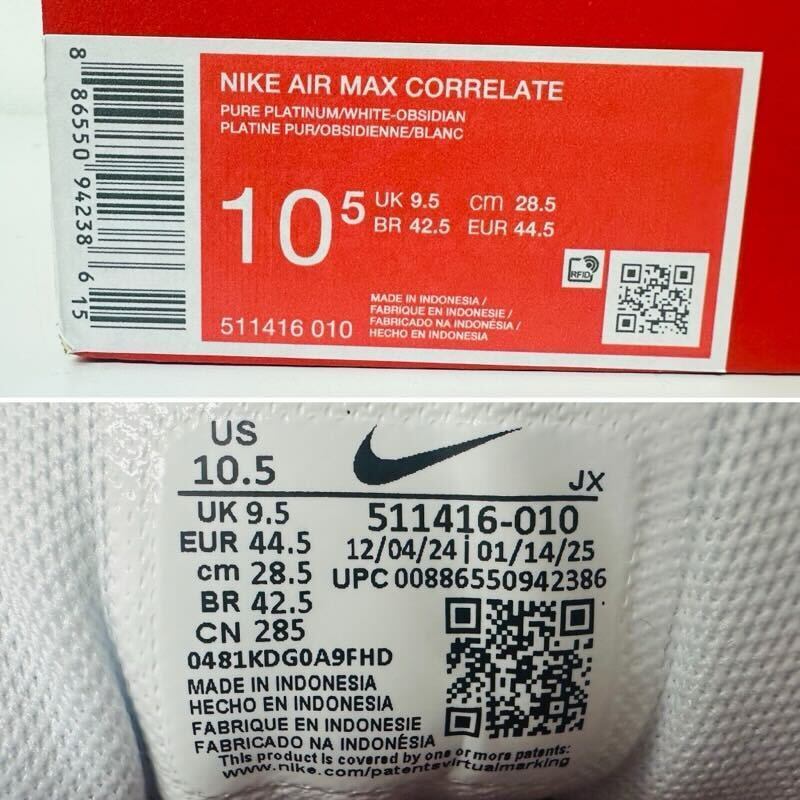 8 86550 94238 6 15
NIKE AIR MAX CORRELATE
PURE PLATINUM/WHITE-OBSIDIAN
PLATINE PUR/OBSIDIENNE/BLANC
10 5
UK 9.5 cm 28.5
BR 42.5 EUR 44.5
RFID
511416 010
MADE IN INDONESIA /
FABRIQUE EN INDONESIE /
FABRICADO NA INDONÉSIA /
HECHO EN INDONESIA
US
10.5
JX
UK 9.5
EUR 44.5
cm 28.5
BR 42.5
CN 285
511416-010
12/04/24 | 01/14/25
UPC 00886550942386
0481KDG0A9FHD
MADE IN INDONESIA
HECHO EN INDONESIA
FABRIQUE EN INDONESIE
FABRICADO NA INDONÉSIA
This product is covered by one or more patents:
www.nike.com/patentsvirtualmarking